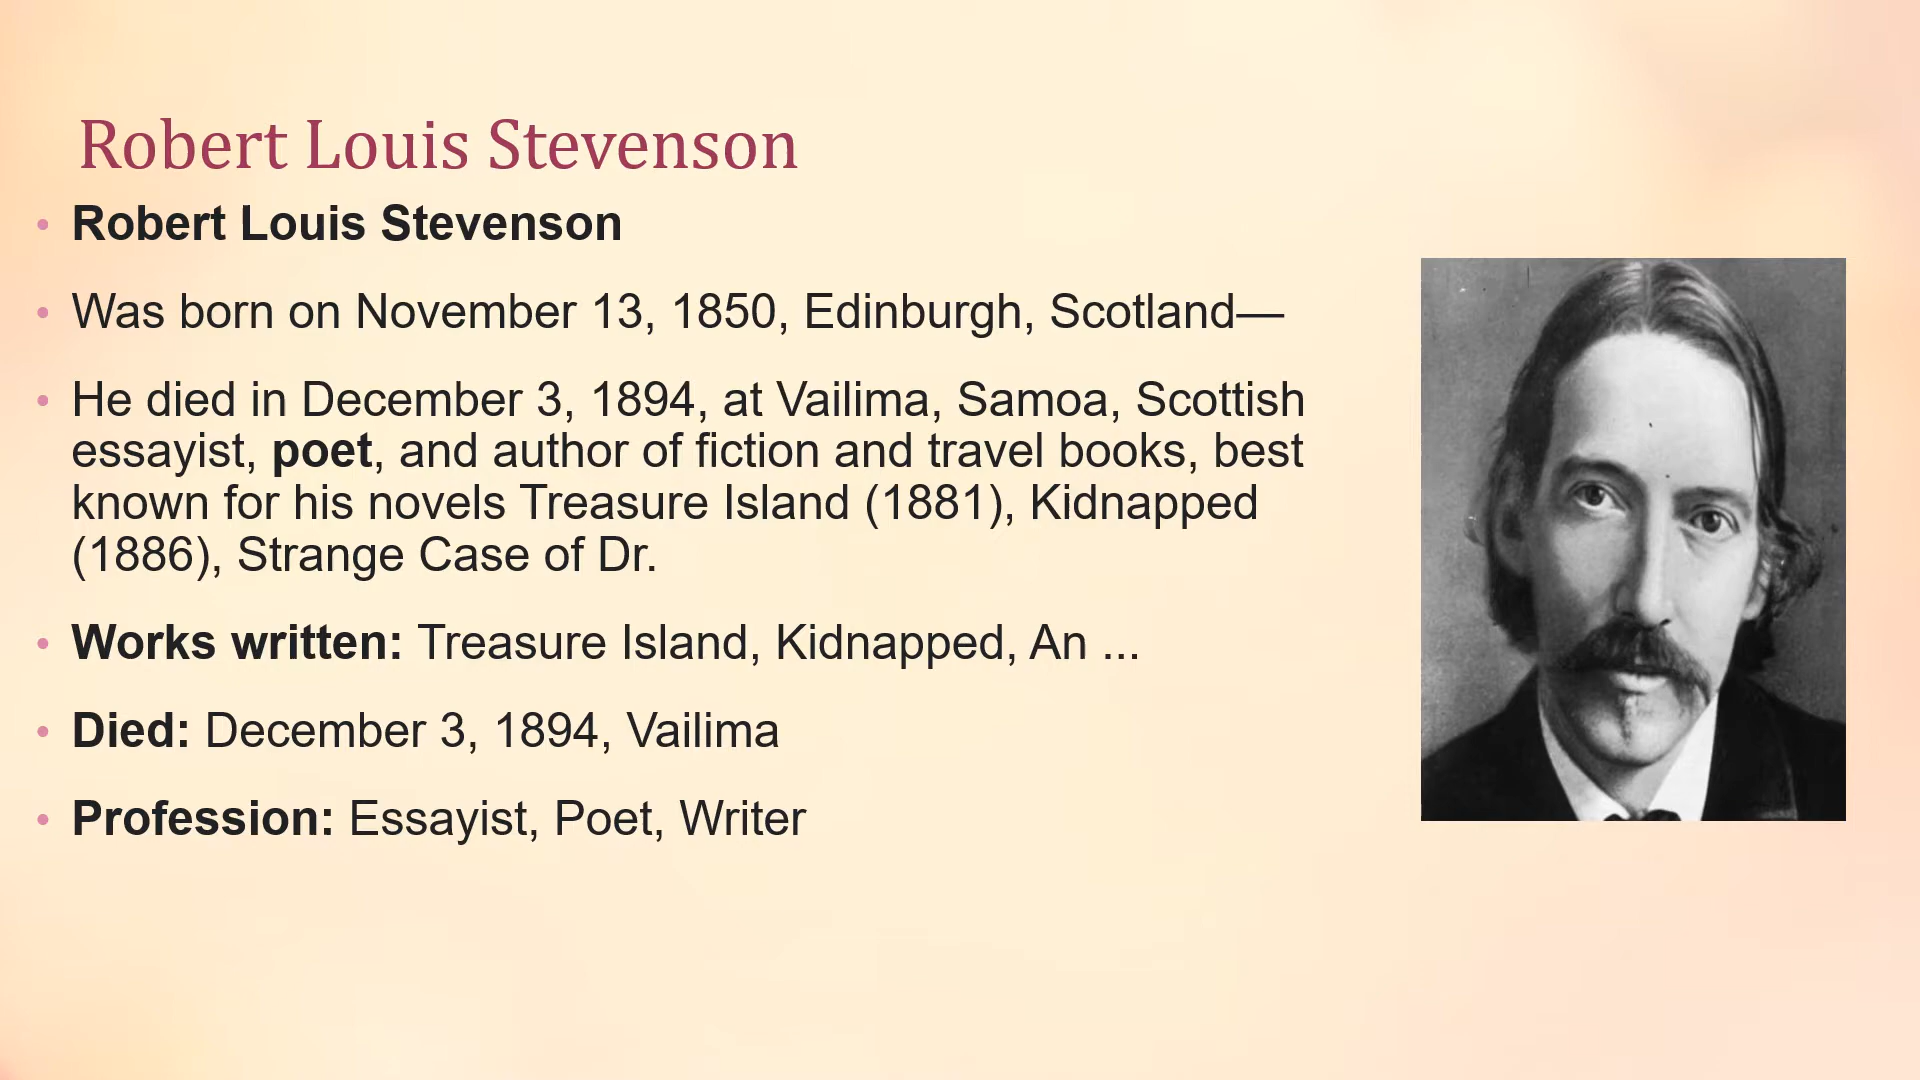 Robert Louis Stevenson
• Robert Louis Stevenson
• Was born on November 13, 1850, Edinburgh, Scotland—
• He died in December 3, 1894, at Vailima, Samoa, Scottish
essayist, poet, and author of fiction and travel books, best
known for his novels Treasure Island (1881), Kidnapped
(1886), Strange Case of Dr.
• Works written: Treasure Island, Kidnapped, An ...
• Died: December 3, 1894, Vailima
• Profession: Essayist, Poet, Writer